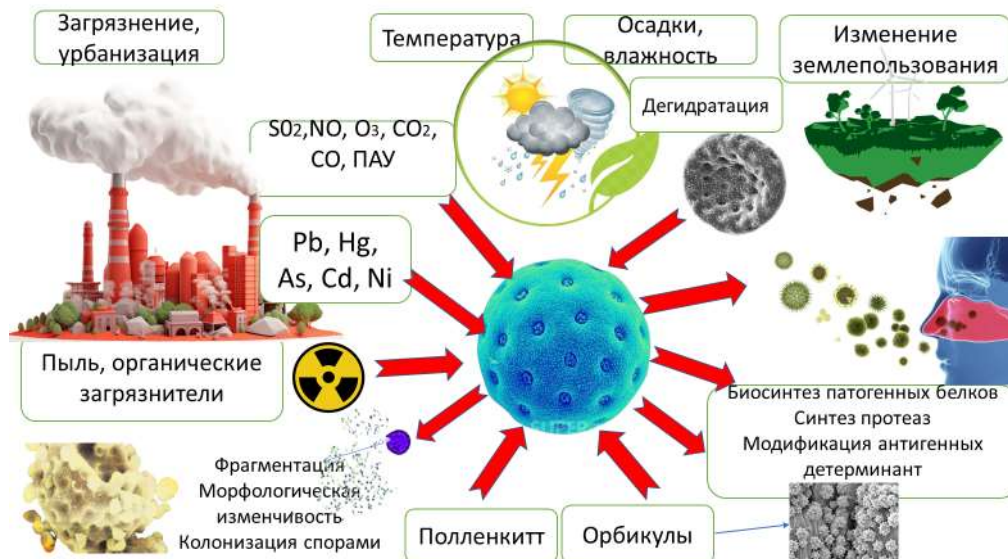 Загрязнение,
урбанизация
Температура
Осадки,
влажность
Изменение
землепользования
Дегидратация
SO2,NO, O3, CO2,
CO, ПАУ
Pb, Hg,
As, Cd, Ni
Пыль, органические
загрязнители
Биосинтез патогенных белков
Синтез протеаз
Модификация антигенных
детерминант
Фрагментация
Морфологическая
изменчивость
Колонизация спорами
Полленкитт
Орбикулы